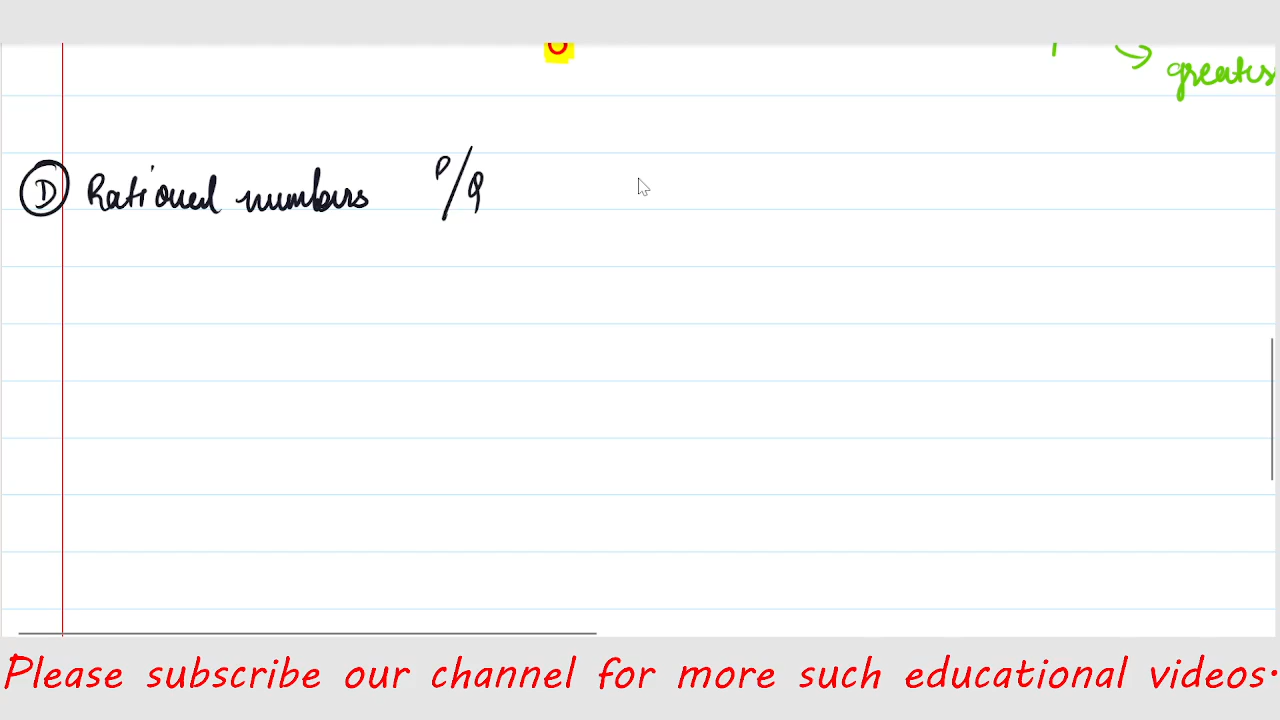 greates
D Rational numbers P/q
Please subscribe our channel for more such educational videos.